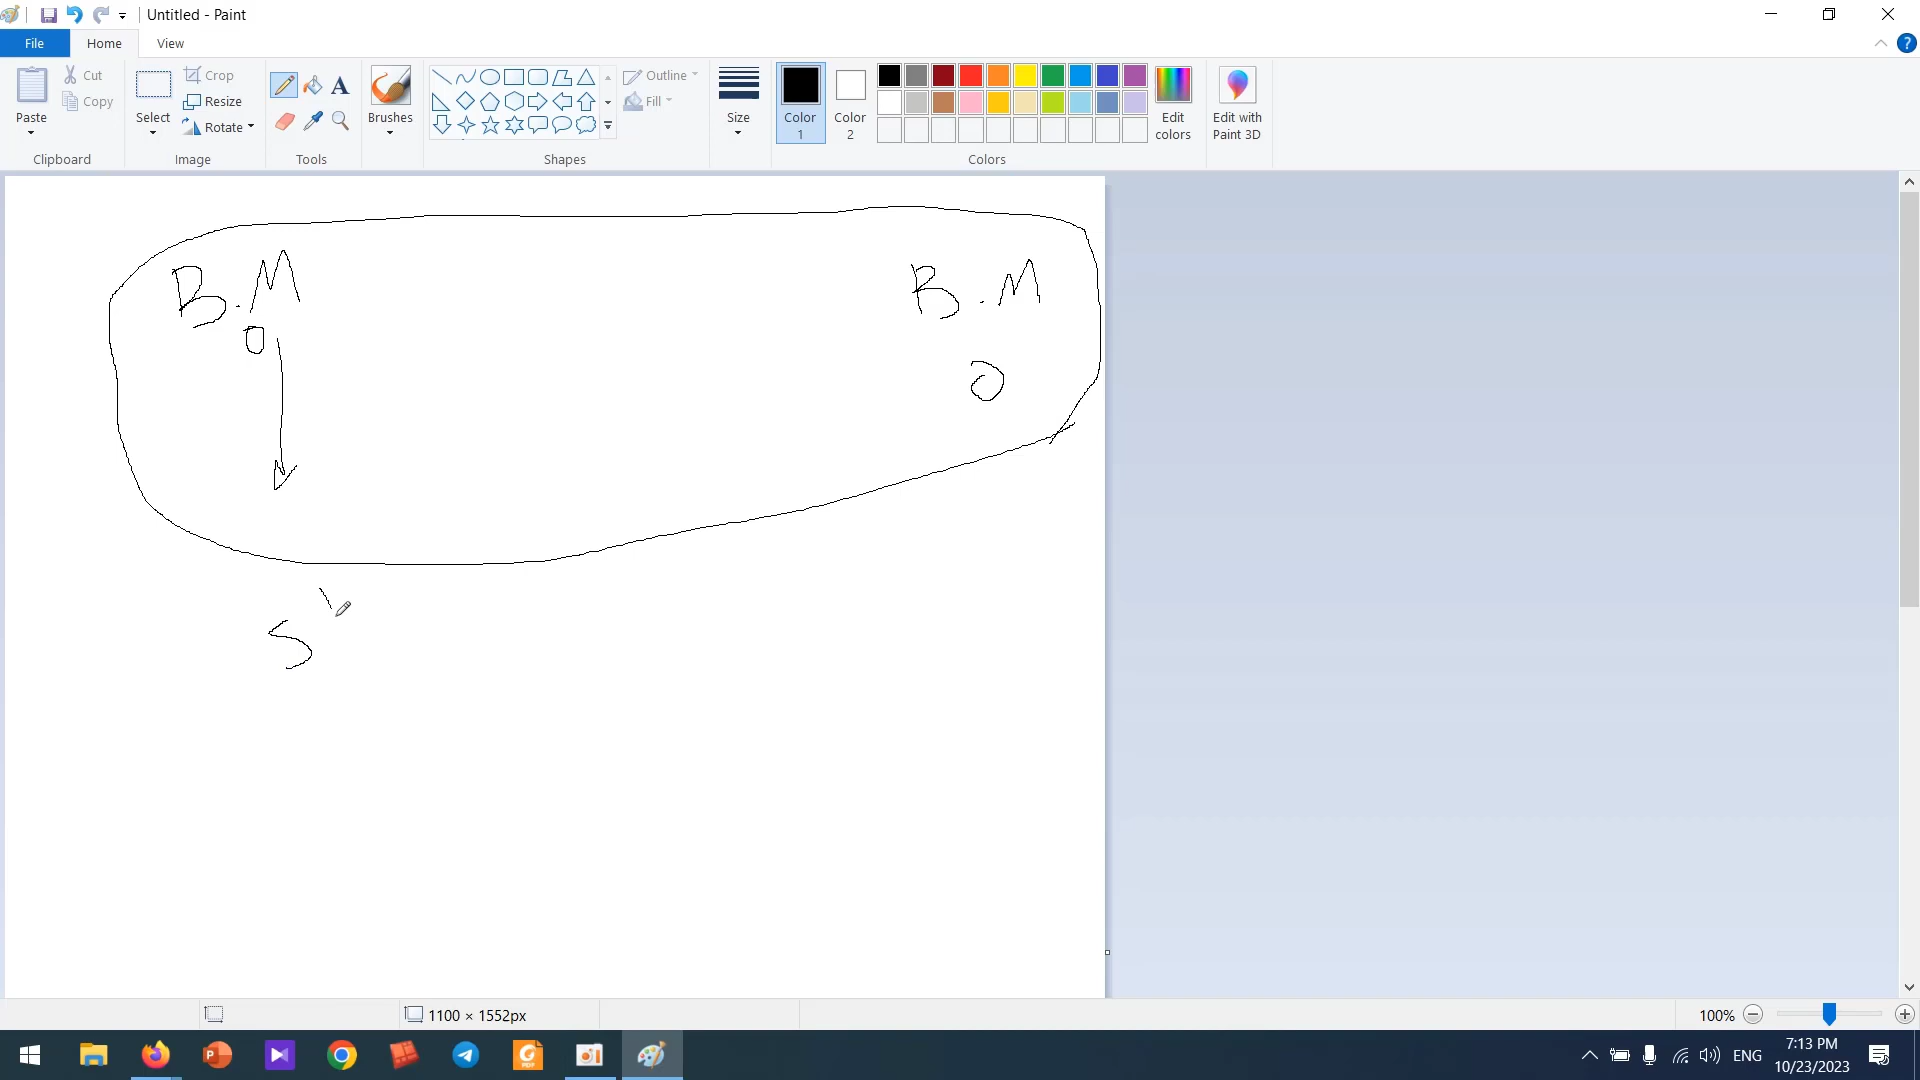 Untitled - Paint
File Home View
Paste
Cut
Copy
Clipboard
Select
Crop
Resize
Rotate
Image
Tools
Brushes
Shapes
Outline
Fill
Size
Color 1
Color 2
Colors
Edit colors
Edit with Paint 3D
B.M B.M
0 0
S
1100 × 1552px
100%
ENG
7:13 PM
10/23/2023